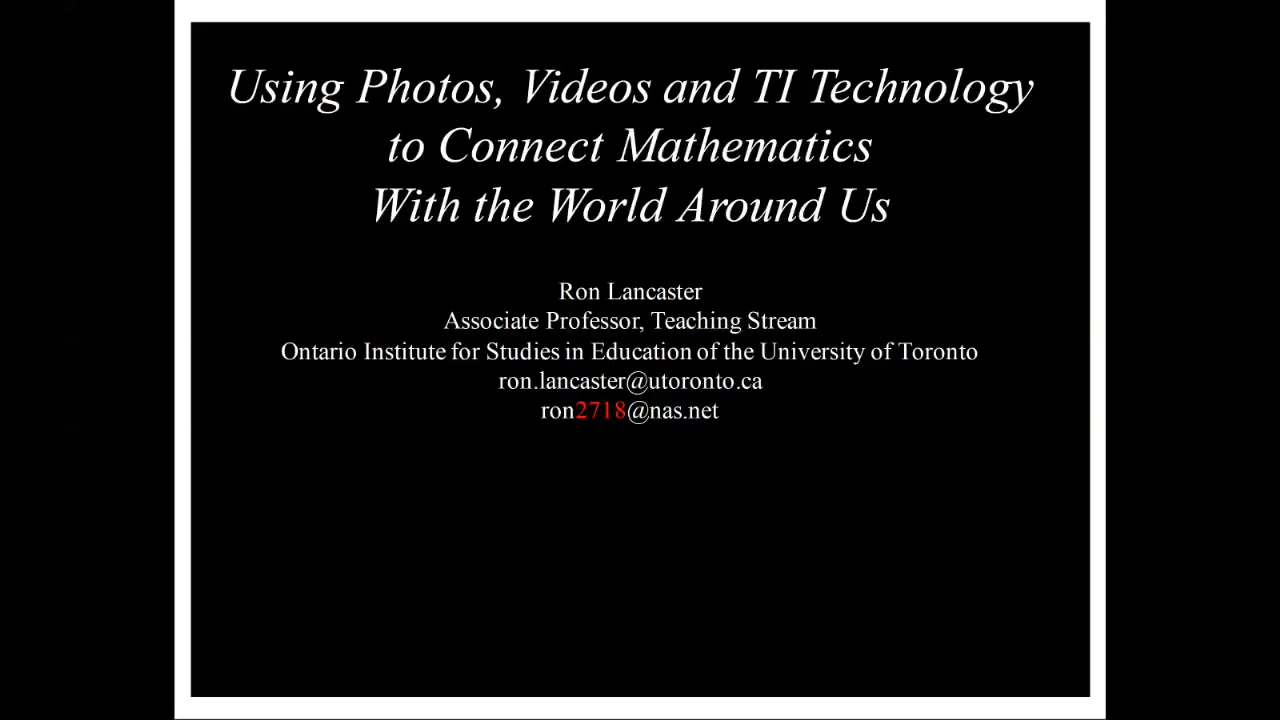 Using Photos, Videos and TI Technology
to Connect Mathematics
With the World Around Us
Ron Lancaster
Associate Professor, Teaching Stream
Ontario Institute for Studies in Education of the University of Toronto
ron.lancaster@utoronto.ca
ron2718@nas.net